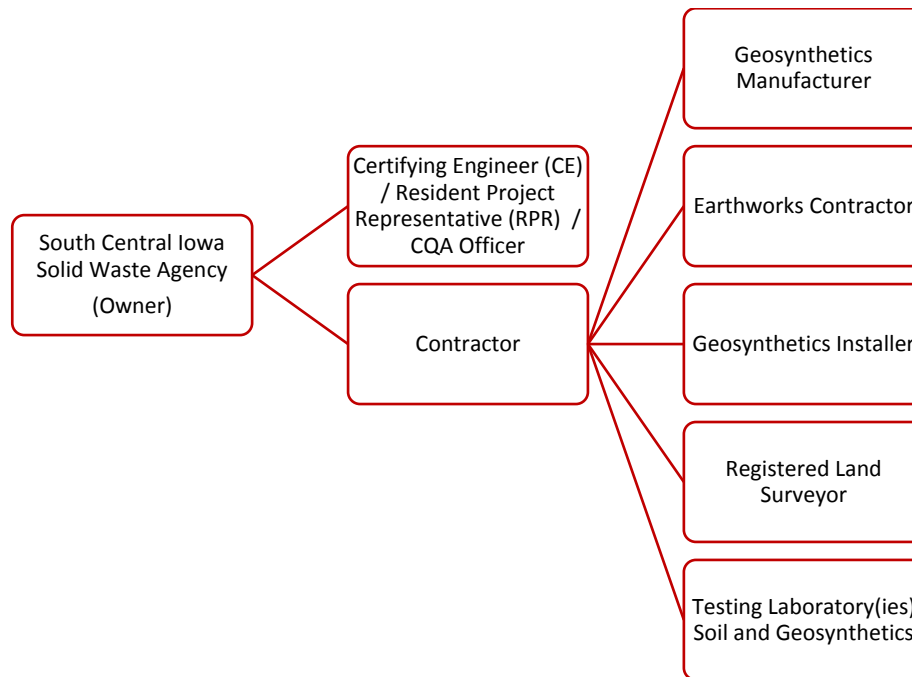 South Central Iowa
Solid Waste Agency
(Owner)
Certifying Engineer (CE)
/ Resident Project
Representative (RPR) /
CQA Officer
Contractor
Geosynthetics
Manufacturer
Earthworks Contractor
Geosynthetics Installer
Registered Land
Surveyor
Testing Laboratory(ies)
Soil and Geosynthetics